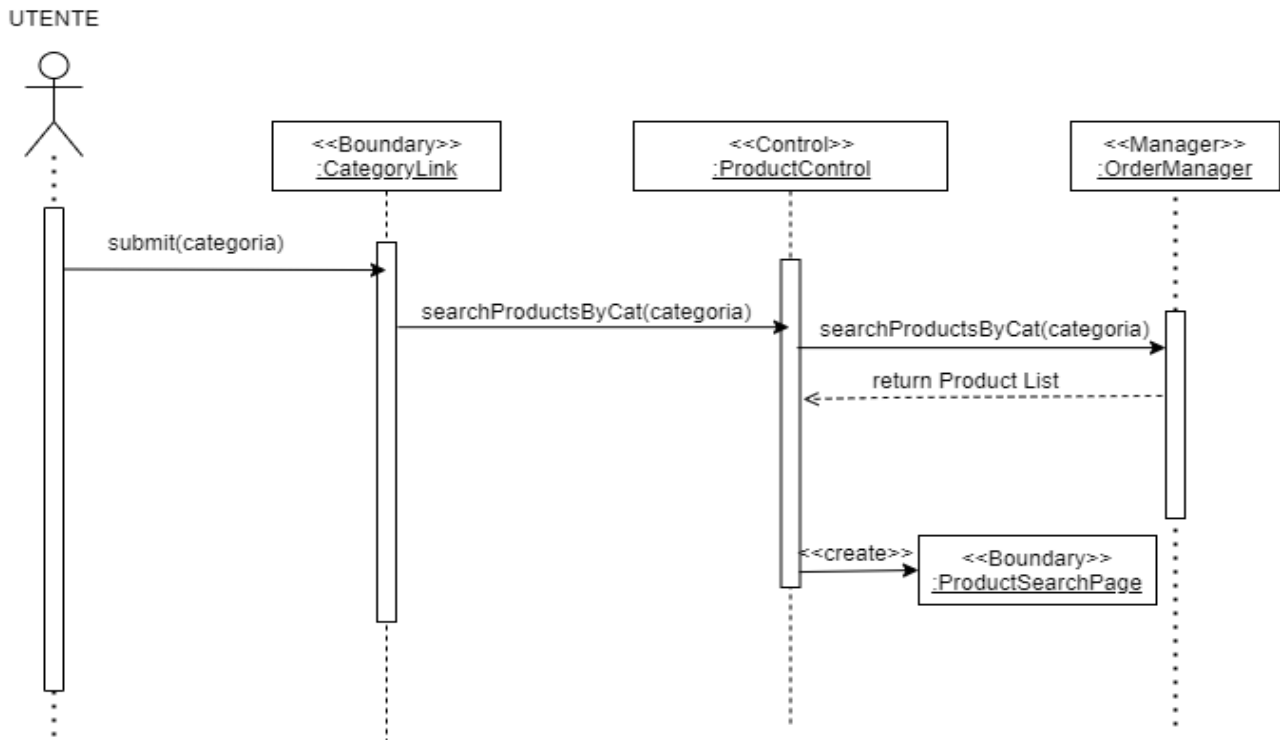 UTENTE
<<Boundary>>
:CategoryLink
<<Control>>
:ProductControl
<<Manager>>
:OrderManager
submit(categoria)
searchProductsByCat(categoria)
searchProductsByCat(categoria)
return Product List
<<create>>
<<Boundary>>
:ProductSearchPage